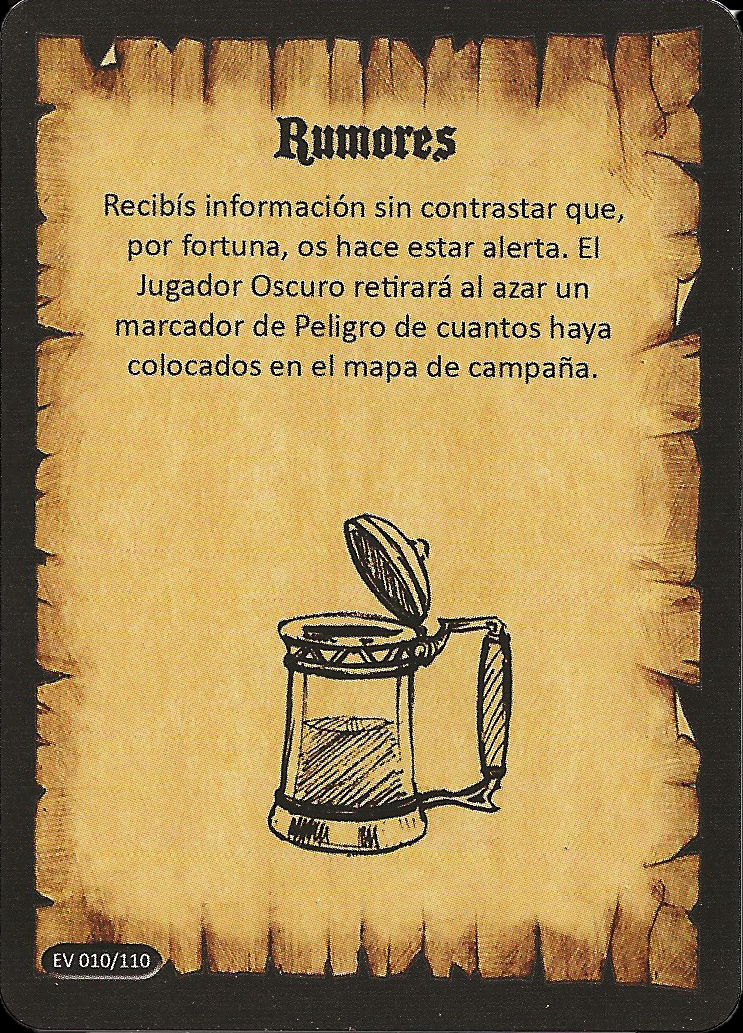 Rumores
Recibís información sin contrastar que,
por fortuna, os hace estar alerta. El
Jugador Oscuro retirará al azar un
marcador de Peligro de cuantos haya
colocados en el mapa de campaña.
EV 010/110